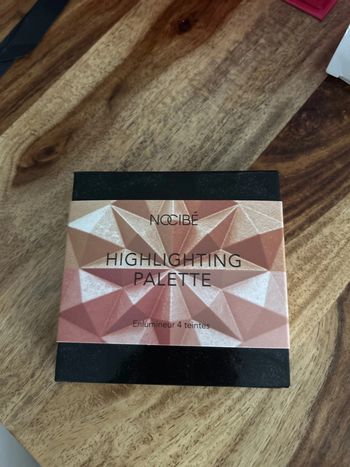 NOCIBÉ
HIGHLIGHTING
PALETTE
Enlumineur 4 teintes